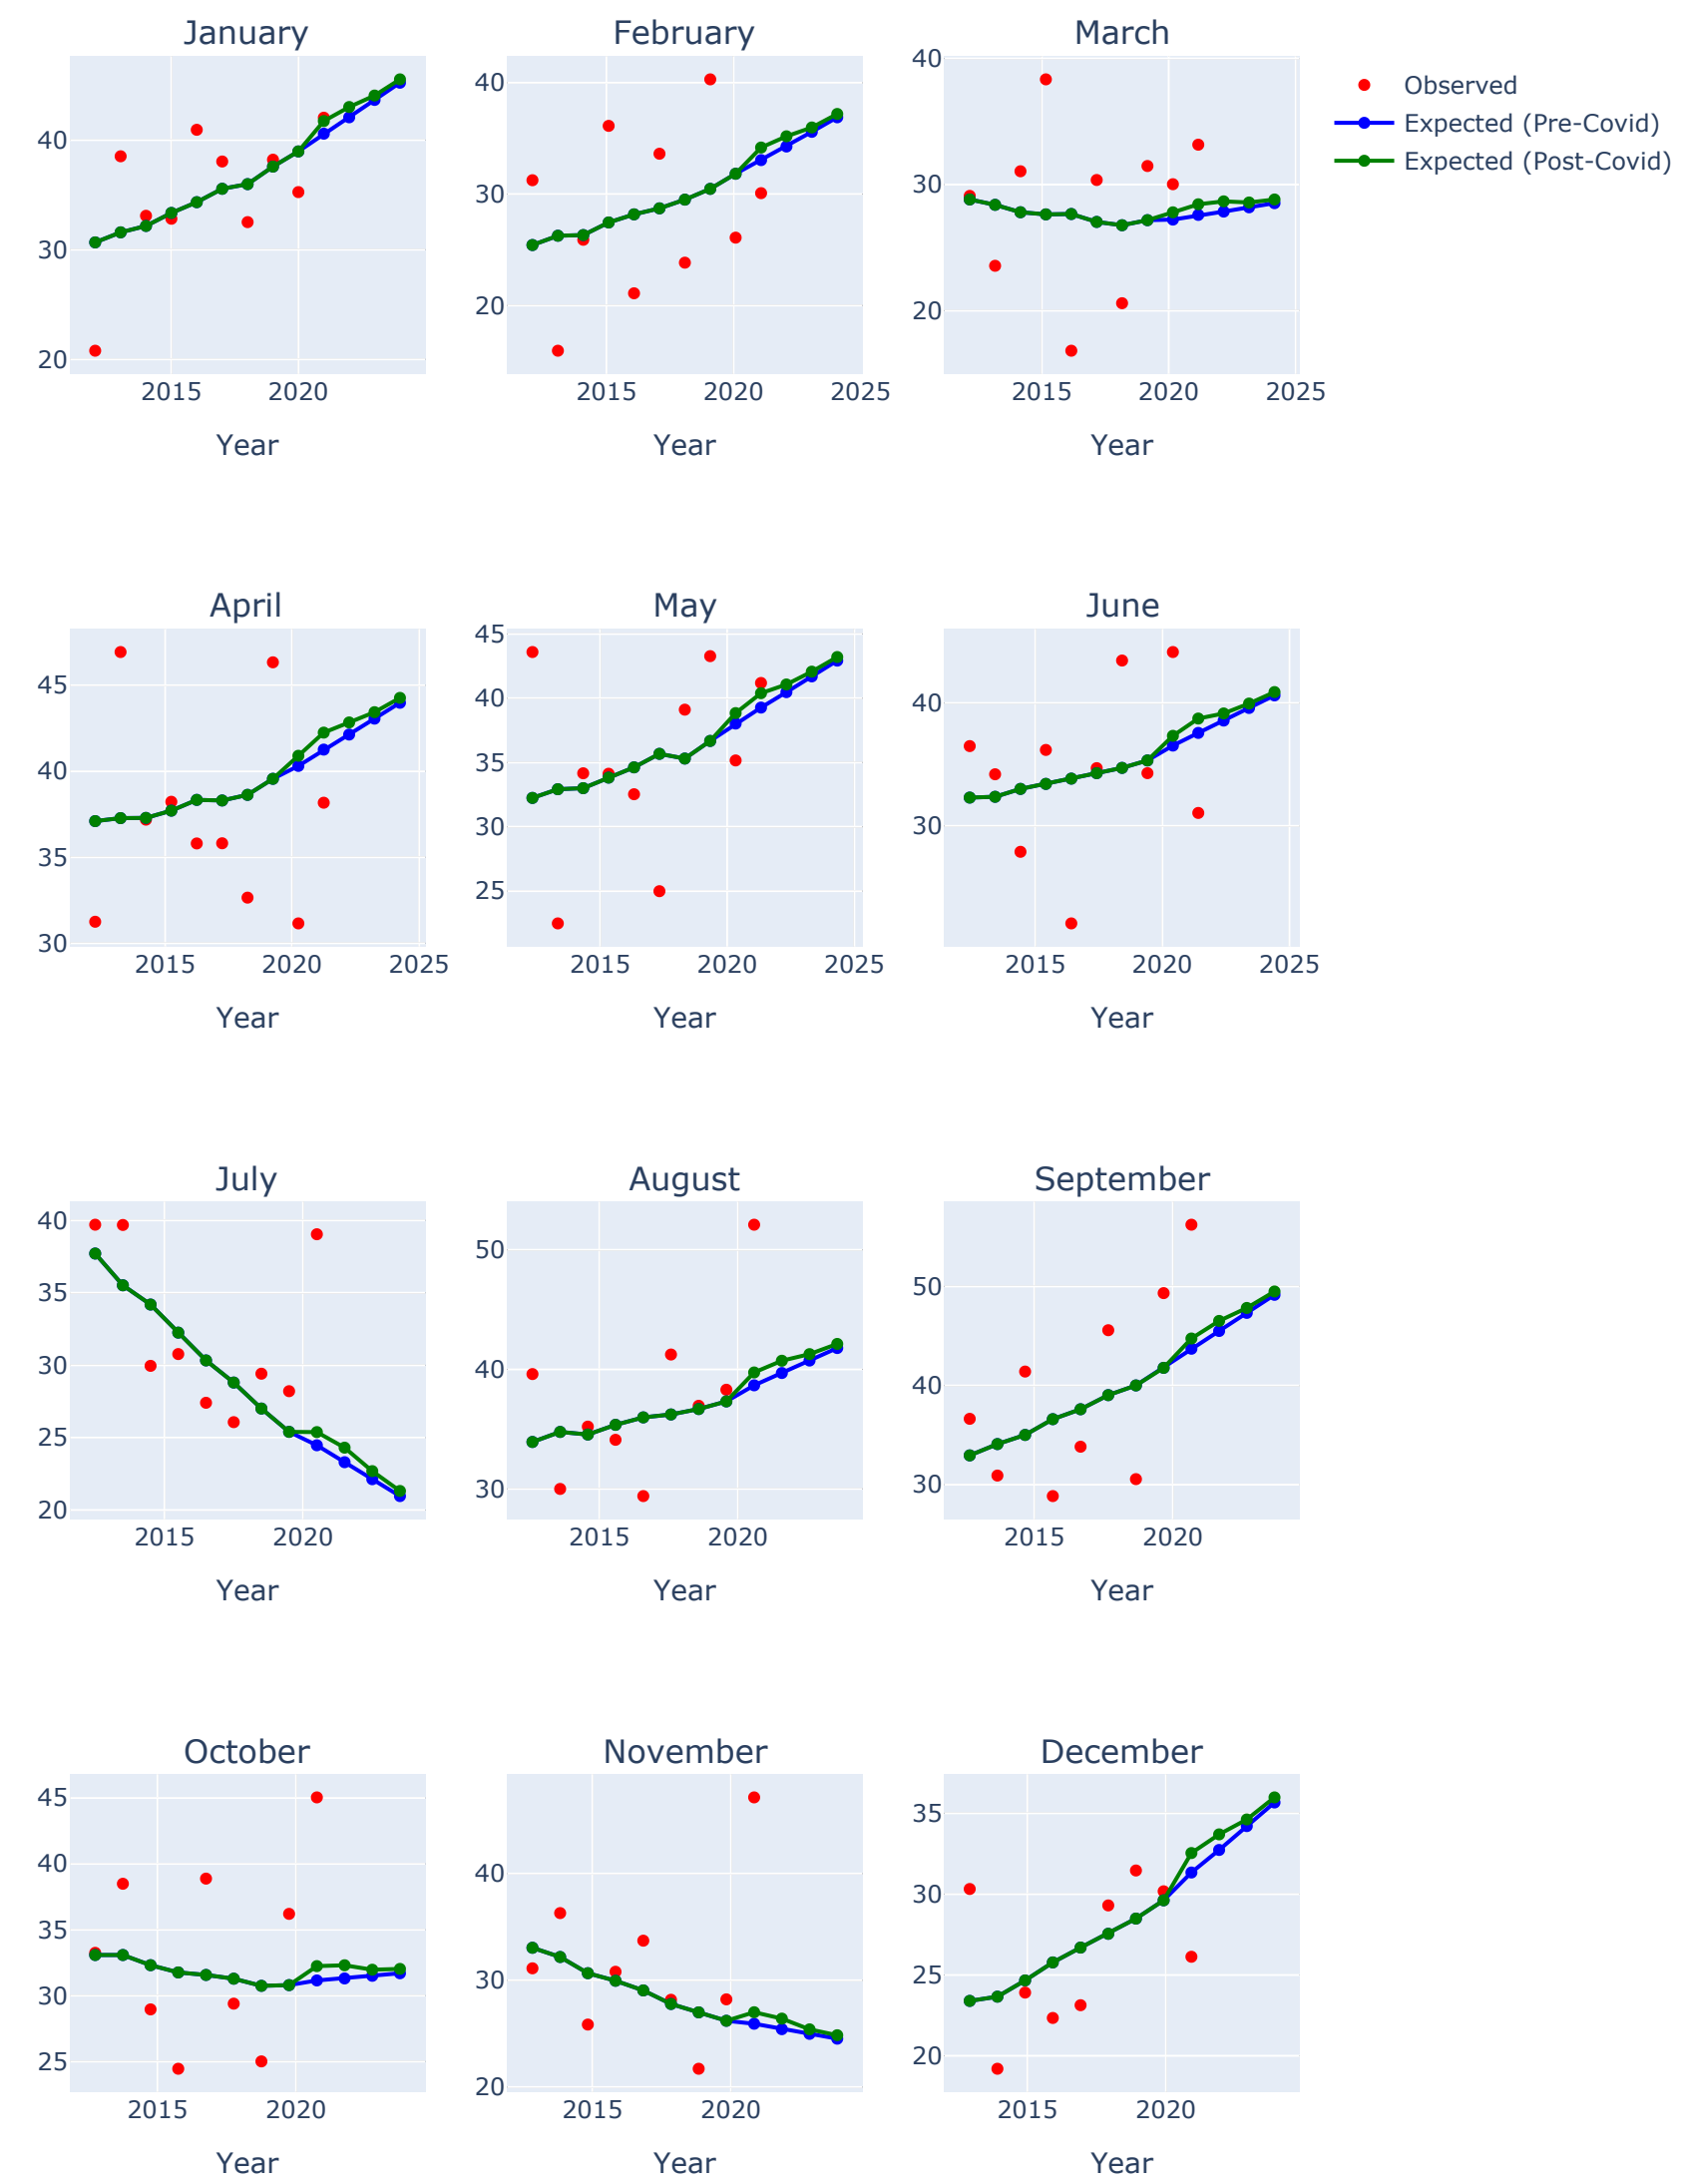 January
February
March
40
30
20
2015
2020
Year
40
30
20
2015
2020
2025
Year
40
30
20
2015
2020
2025
Year
Observed
Expected (Pre-Covid)
Expected (Post-Covid)
April
May
June
45
40
35
30
2015
2020
2025
Year
45
40
35
30
25
2015
2020
2025
Year
40
30
2015
2020
2025
Year
July
August
September
40
35
30
25
20
2015
2020
Year
50
40
30
2015
2020
Year
50
40
30
2015
2020
Year
October
November
December
45
40
35
30
25
2015
2020
Year
40
30
20
2015
2020
Year
35
30
25
20
2015
2020
Year